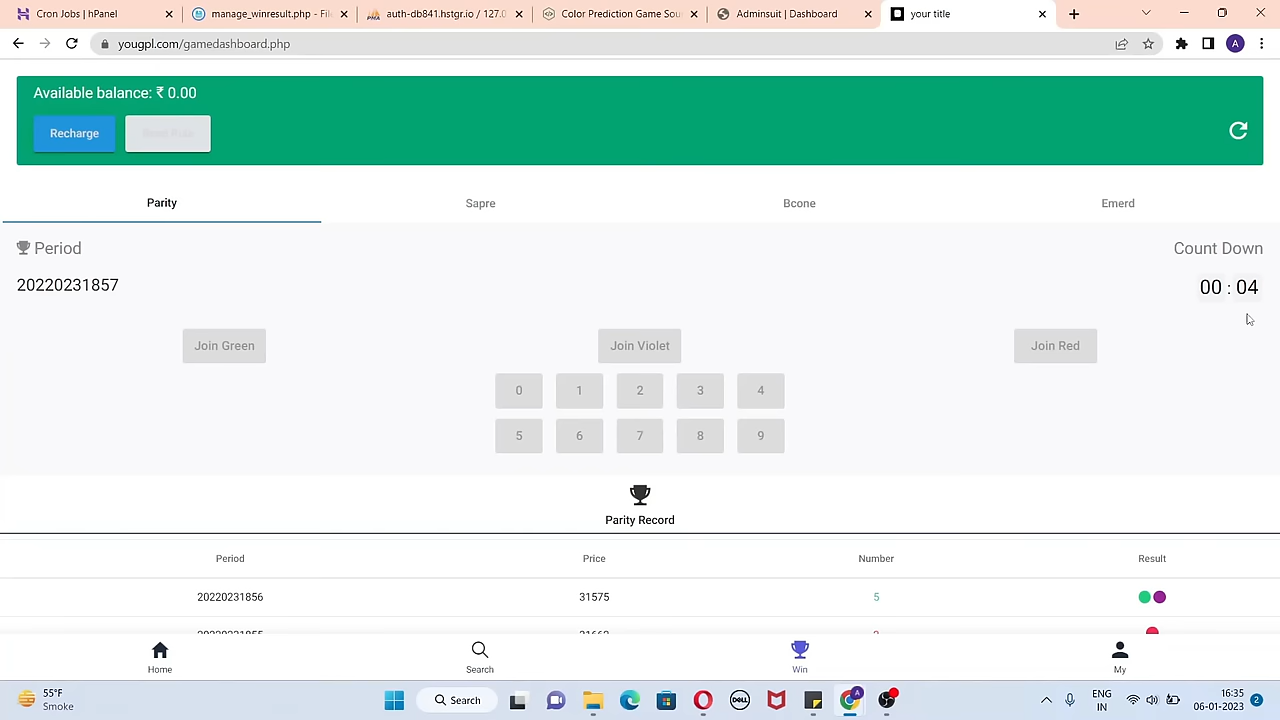 Cron Jobs | hPanel
manage_winresult.php - Fil
auth-db841.hstgr.io / 127.0
Color Prediction Game Sou
Adminsuit | Dashboard
your title
yougpl.com/gamedashboard.php
A
Available balance: ₹ 0.00
Recharge
Parity Sapre Bcone Emerd
Period Count Down
20220231857 00 : 04
Join Green Join Violet Join Red
0 1 2 3 4
5 6 7 8 9
Parity Record
Period Price Number Result
20220231856 31575 5
Home Search Win My
55°F
Smoke
Search
DELL
ENG
IN
16:35
06-01-2023
2